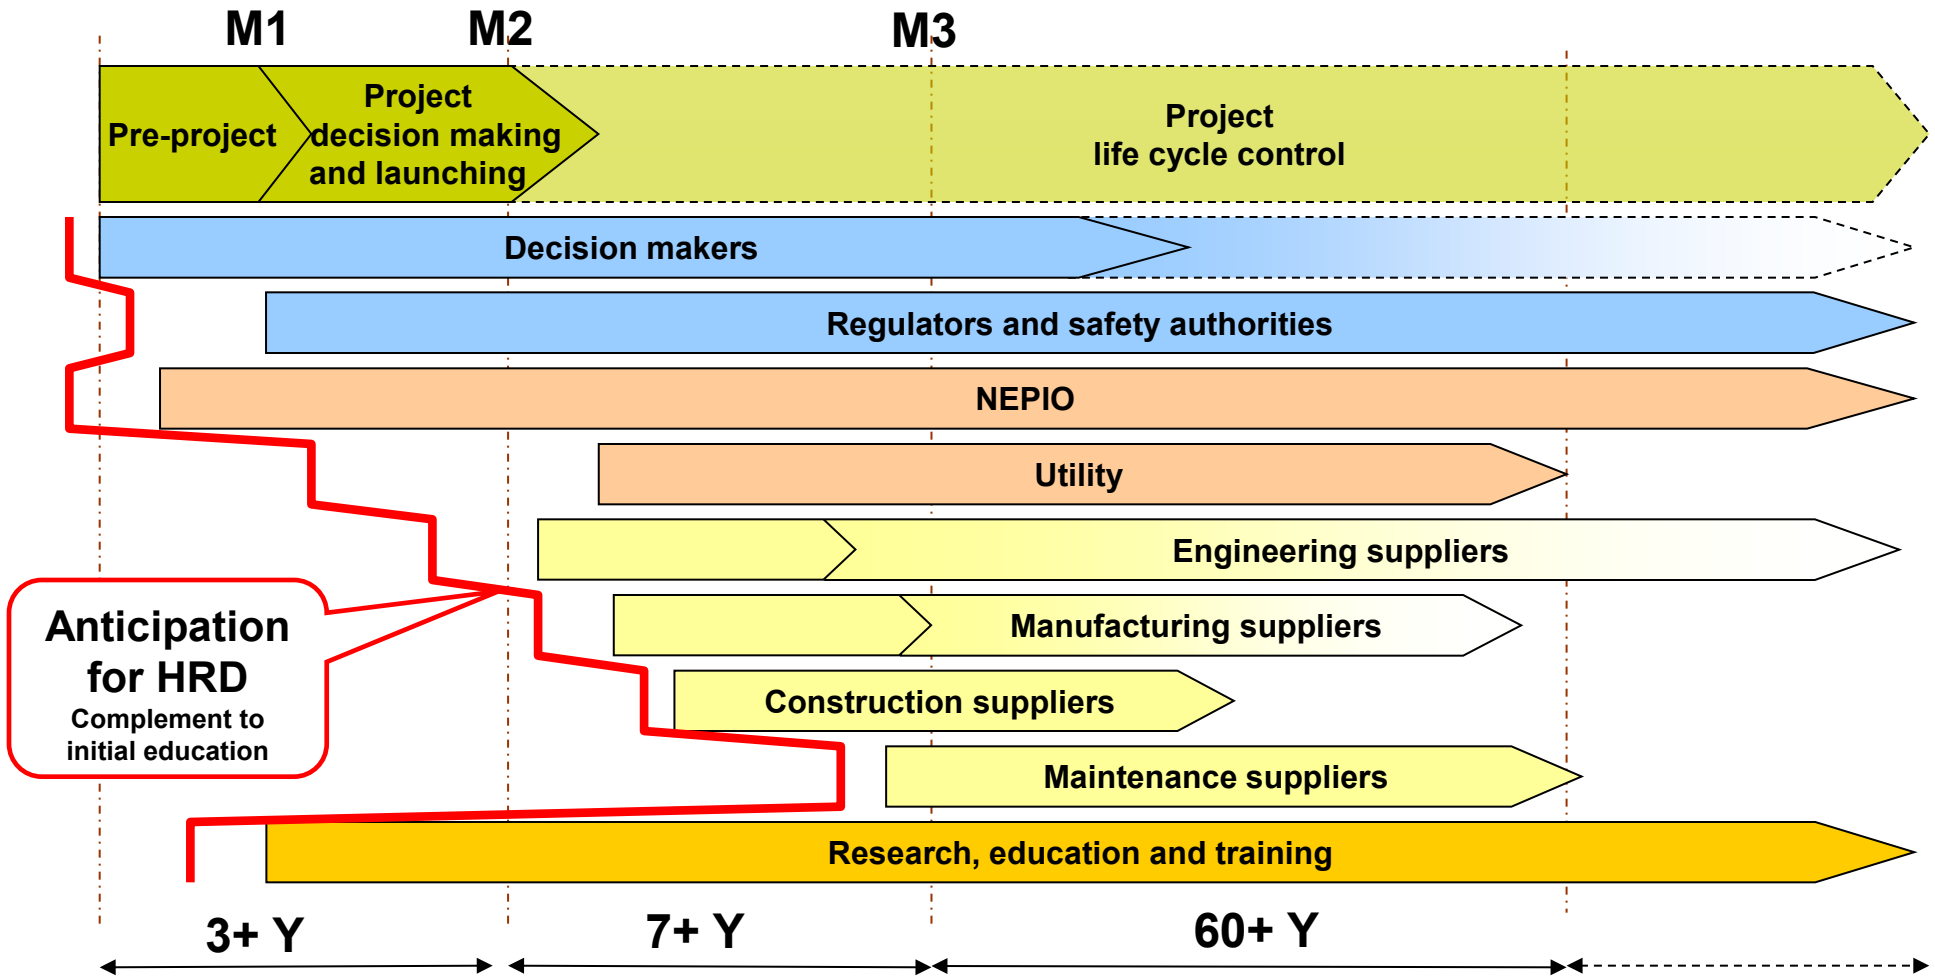 M1
M2
M3
Pre-project
Project
decision making
and launching
Project
life cycle control
Decision makers
Regulators and safety authorities
NEPIO
Utility
Engineering suppliers
Anticipation
for HRD
Complement to
initial education
Manufacturing suppliers
Construction suppliers
Maintenance suppliers
Research, education and training
3+ Y
7+ Y
60+ Y